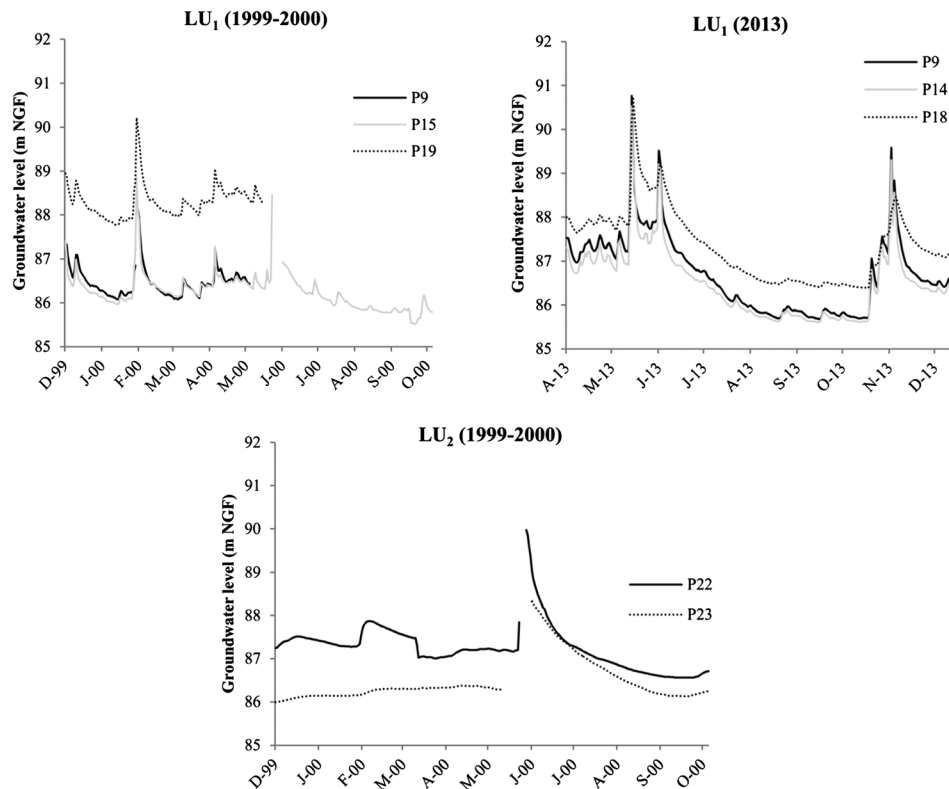 LU₁ (1999-2000)
Groundwater level (m NGF)
92
91
90
89
88
87
86
85
D-99
J-00
F-00
M-00
A-00
M-00
J-00
J-00
A-00
S-00
O-00
P9
P15
P19
LU₁ (2013)
Groundwater level (m NGF)
92
91
90
89
88
87
86
85
A-13
M-13
J-13
J-13
A-13
S-13
O-13
N-13
D-13
P9
P14
P18
LU₂ (1999-2000)
Groundwater level (m NGF)
92
91
90
89
88
87
86
85
D-99
J-00
F-00
M-00
A-00
M-00
J-00
J-00
A-00
S-00
O-00
P22
P23